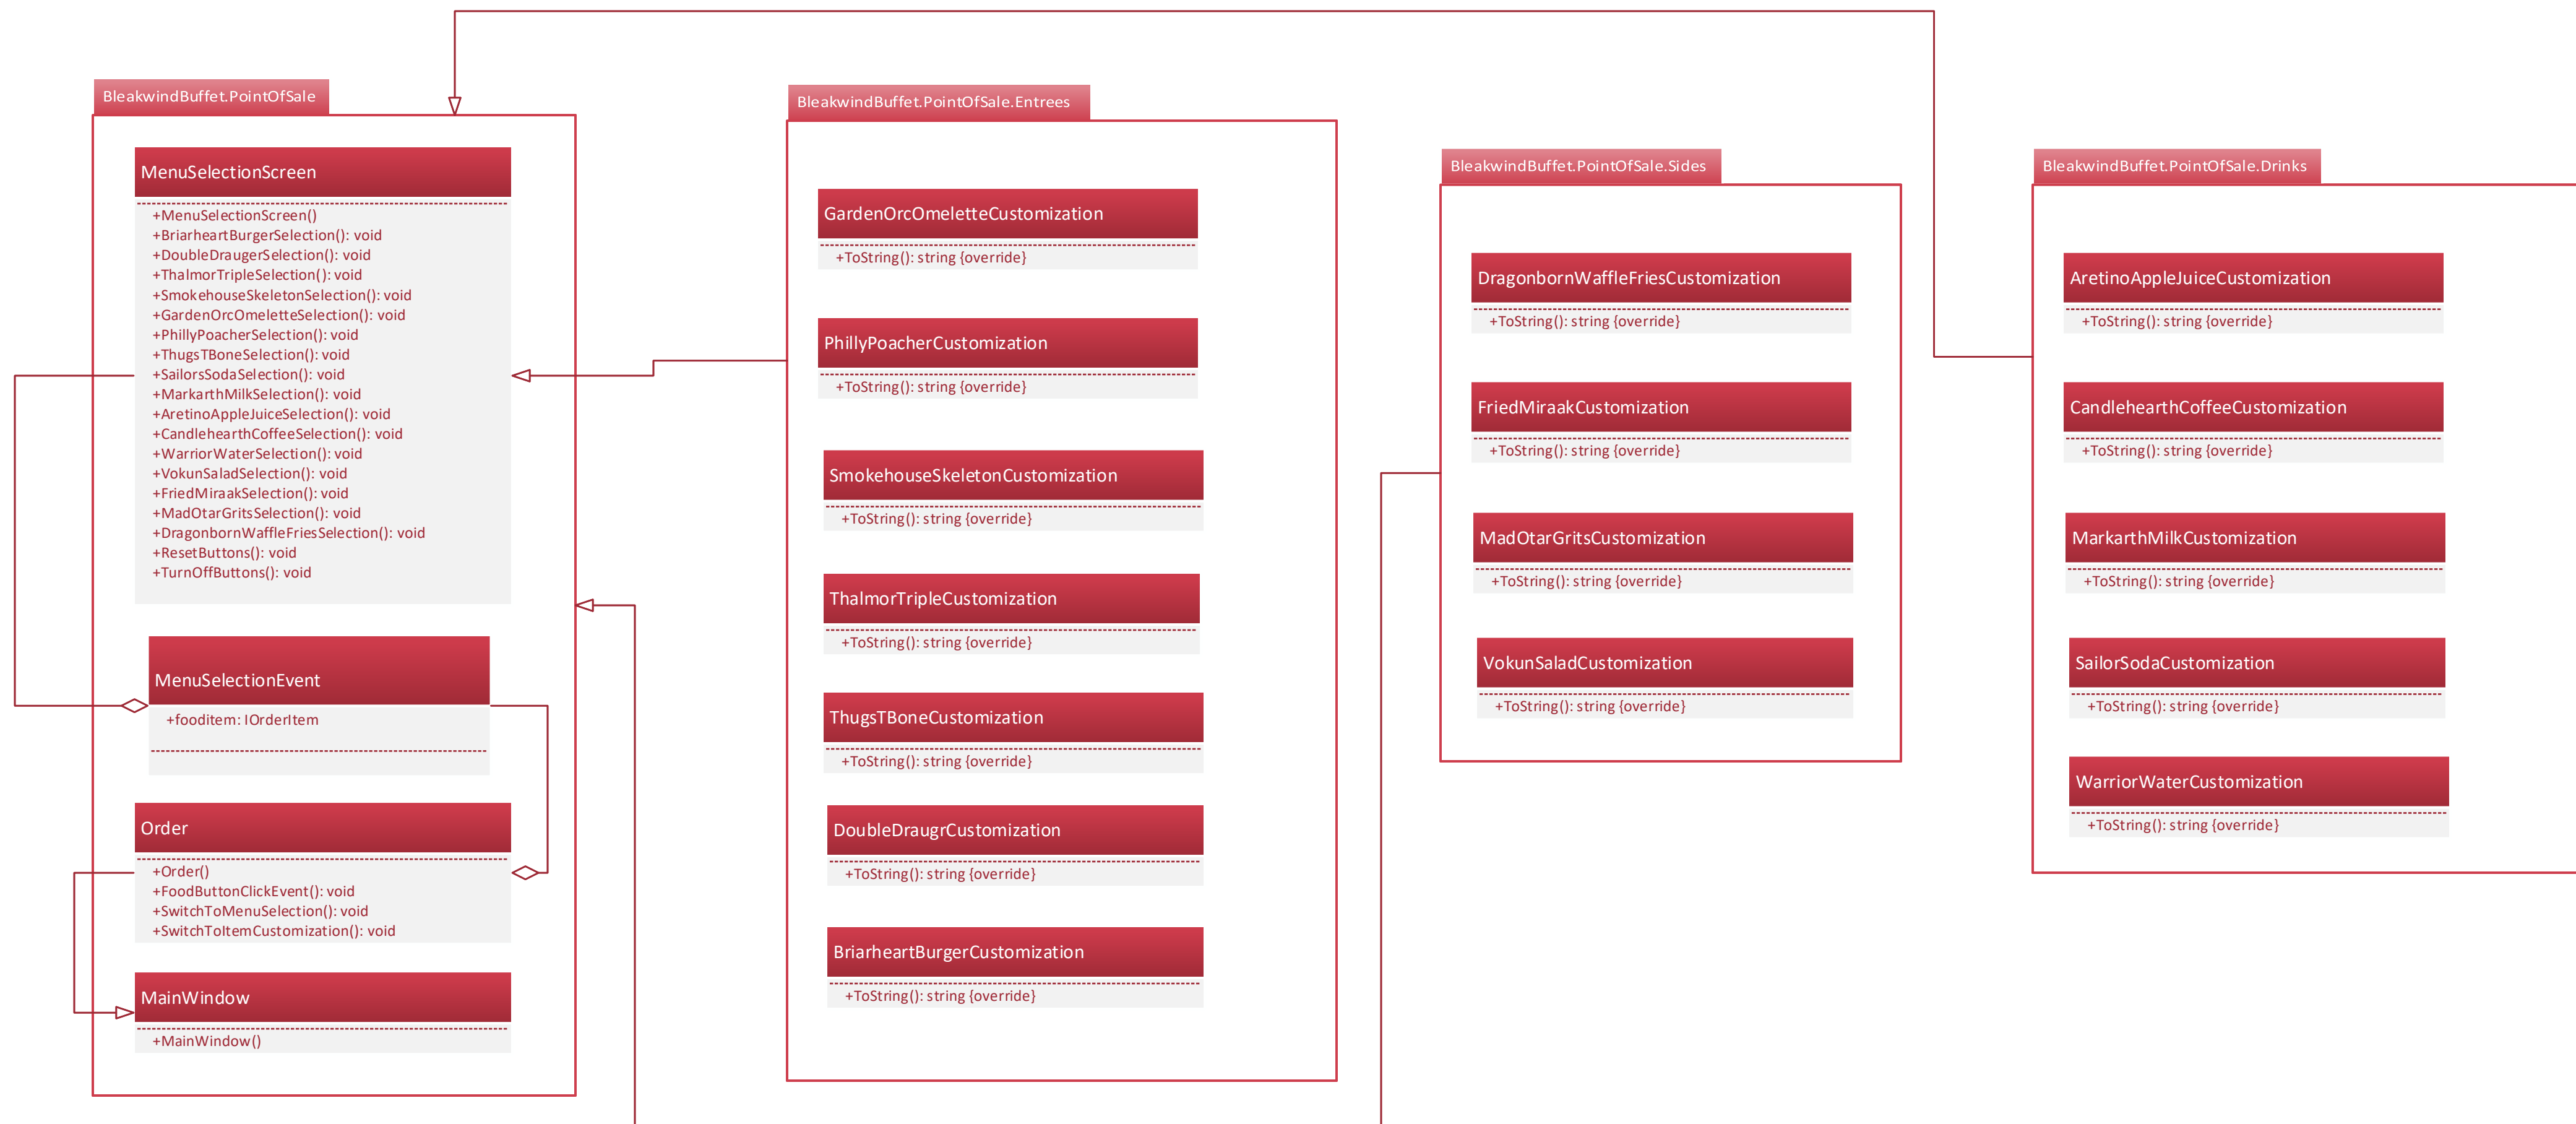 BleakwindBuffet.PointOfSale
MenuSelectionScreen
+MenuSelectionScreen()
+BriarheartBurgerSelection(): void
+DoubleDraugerSelection(): void
+ThalmorTripleSelection(): void
+SmokehouseSkeletonSelection(): void
+GardenOrcOmeletteSelection(): void
+PhillyPoacherSelection(): void
+ThugsTBoneSelection(): void
+SailorsSodaSelection(): void
+MarkarthMilkSelection(): void
+AretinoAppleJuiceSelection(): void
+CandlehearthCoffeeSelection(): void
+WarriorWaterSelection(): void
+VokunSaladSelection(): void
+FriedMiraakSelection(): void
+MadOtarGritsSelection(): void
+DragonbornWaffleFriesSelection(): void
+ResetButtons(): void
+TurnOffButtons(): void
MenuSelectionEvent
+fooditem: IOrderItem
Order
+Order()
+FoodButtonClickEvent(): void
+SwitchToMenuSelection(): void
+SwitchToItemCustomization(): void
MainWindow
+MainWindow()
BleakwindBuffet.PointOfSale.Entrees
GardenOrcOmeletteCustomization
+ToString(): string {override}
PhillyPoacherCustomization
+ToString(): string {override}
SmokehouseSkeletonCustomization
+ToString(): string {override}
ThalmorTripleCustomization
+ToString(): string {override}
ThugsTBoneCustomization
+ToString(): string {override}
DoubleDraugrCustomization
+ToString(): string {override}
BriarheartBurgerCustomization
+ToString(): string {override}
BleakwindBuffet.PointOfSale.Sides
DragonbornWaffleFriesCustomization
+ToString(): string {override}
FriedMiraakCustomization
+ToString(): string {override}
MadOtarGritsCustomization
+ToString(): string {override}
VokunSaladCustomization
+ToString(): string {override}
BleakwindBuffet.PointOfSale.Drinks
AretinoAppleJuiceCustomization
+ToString(): string {override}
CandlehearthCoffeeCustomization
+ToString(): string {override}
MarkarthMilkCustomization
+ToString(): string {override}
SailorSodaCustomization
+ToString(): string {override}
WarriorWaterCustomization
+ToString(): string {override}